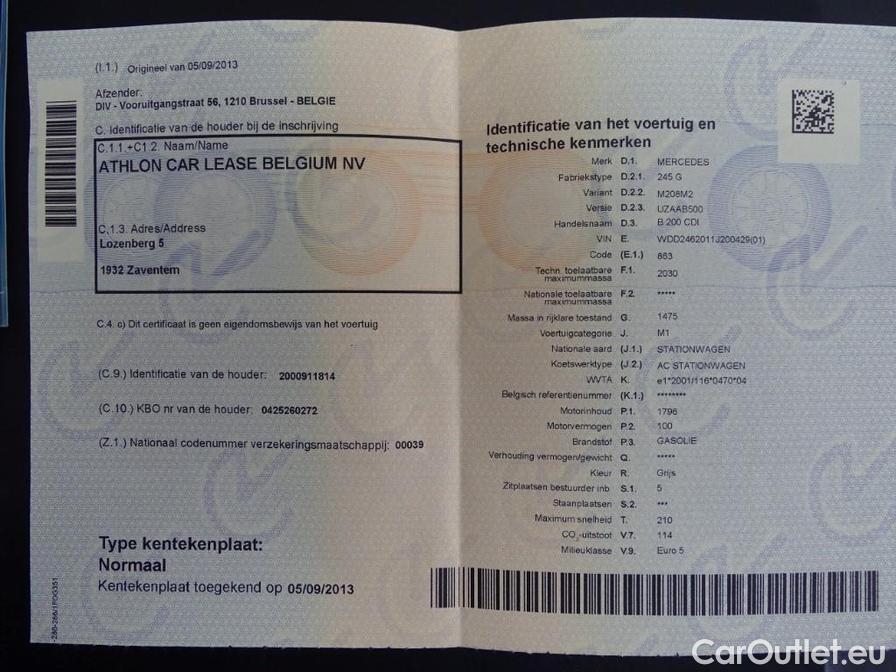 (I.1.) Origineel van 05/09/2013
Afzender:
DIV - Vooruitgangstraat 56, 1210 Brussel - BELGIE
C. Identificatie van de houder bij de inschrijving
C.1.1.+C1.2. Naam/Name
ATHLON CAR LEASE BELGIUM NV
C.1.3. Adres/Address
Lozenberg 5
1932 Zaventem
C.4. c) Dit certificaat is geen eigendomsbewijs van het voertuig
(C.9.) Identificatie van de houder: 2000911814
(C.10.) KBO nr van de houder: 0425260272
(Z.1.) Nationaal codenummer verzekeringsmaatschappij: 00039
Type kentekenplaat:
Normaal
Kentekenplaat toegekend op 05/09/2013
Identificatie van het voertuig en
technische kenmerken
Merk D.1. MERCEDES
Fabriekstype D.2.1. 245 G
Variant D.2.2. M208M2
Versie D.2.3. UZAAB500
Handelsnaam D.3. B 200 CDI
VIN E. WDD2462011J200429(01)
Code (E.1.) 863
Techn. toelaatbare
maximummassa F.1. 2030
Nationale toelaatbare
maximummassa F.2. *****
Massa in rijklare toestand G. 1475
Voertuigcategorie J. M1
Nationale aard (J.1.) STATIONWAGEN
Koetswerktype (J.2.) AC STATIONWAGEN
WVTA K. e1*2001/116*0470*04
Belgisch referentienummer (K.1.) ********
Motorinhoud P.1. 1796
Motorvermogen P.2. 100
Brandstof P.3. GASOLIE
Verhouding vermogen/gewicht Q. *****
Kleur R. Grijs
Zitplaatsen bestuurder inb S.1. 5
Staanplaatsen S.2. ***
Maximum snelheid T. 210
CO₂-uitstoot V.7. 114
Milieuklasse V.9. Euro 5
CarOutlet.eu